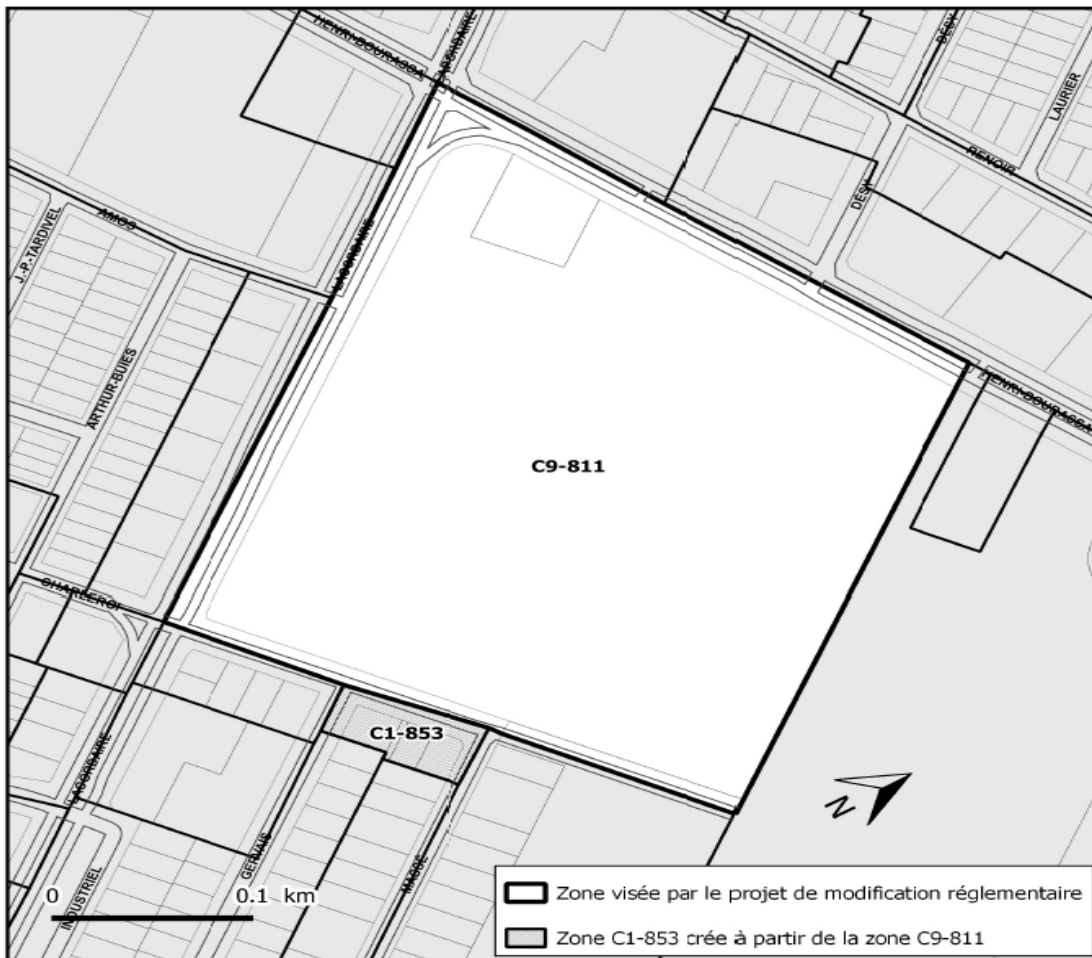 HENRI-BOURASSA
LACORDAIRE
DÉSY
LAURIER
RENOIR
DÉSY
J.-P.-TARDIVEL
AMOS
LACORDAIRE
ARTHUR-BUIES
HENRI-BOURASSA
C9-811
CHARLEROI
C1-853
LACORDAIRE
GERVAIS
MASSÉ
INDUSTRIEL
N
0 0.1 km
Zone visée par le projet de modification réglementaire
Zone C1-853 crée à partir de la zone C9-811